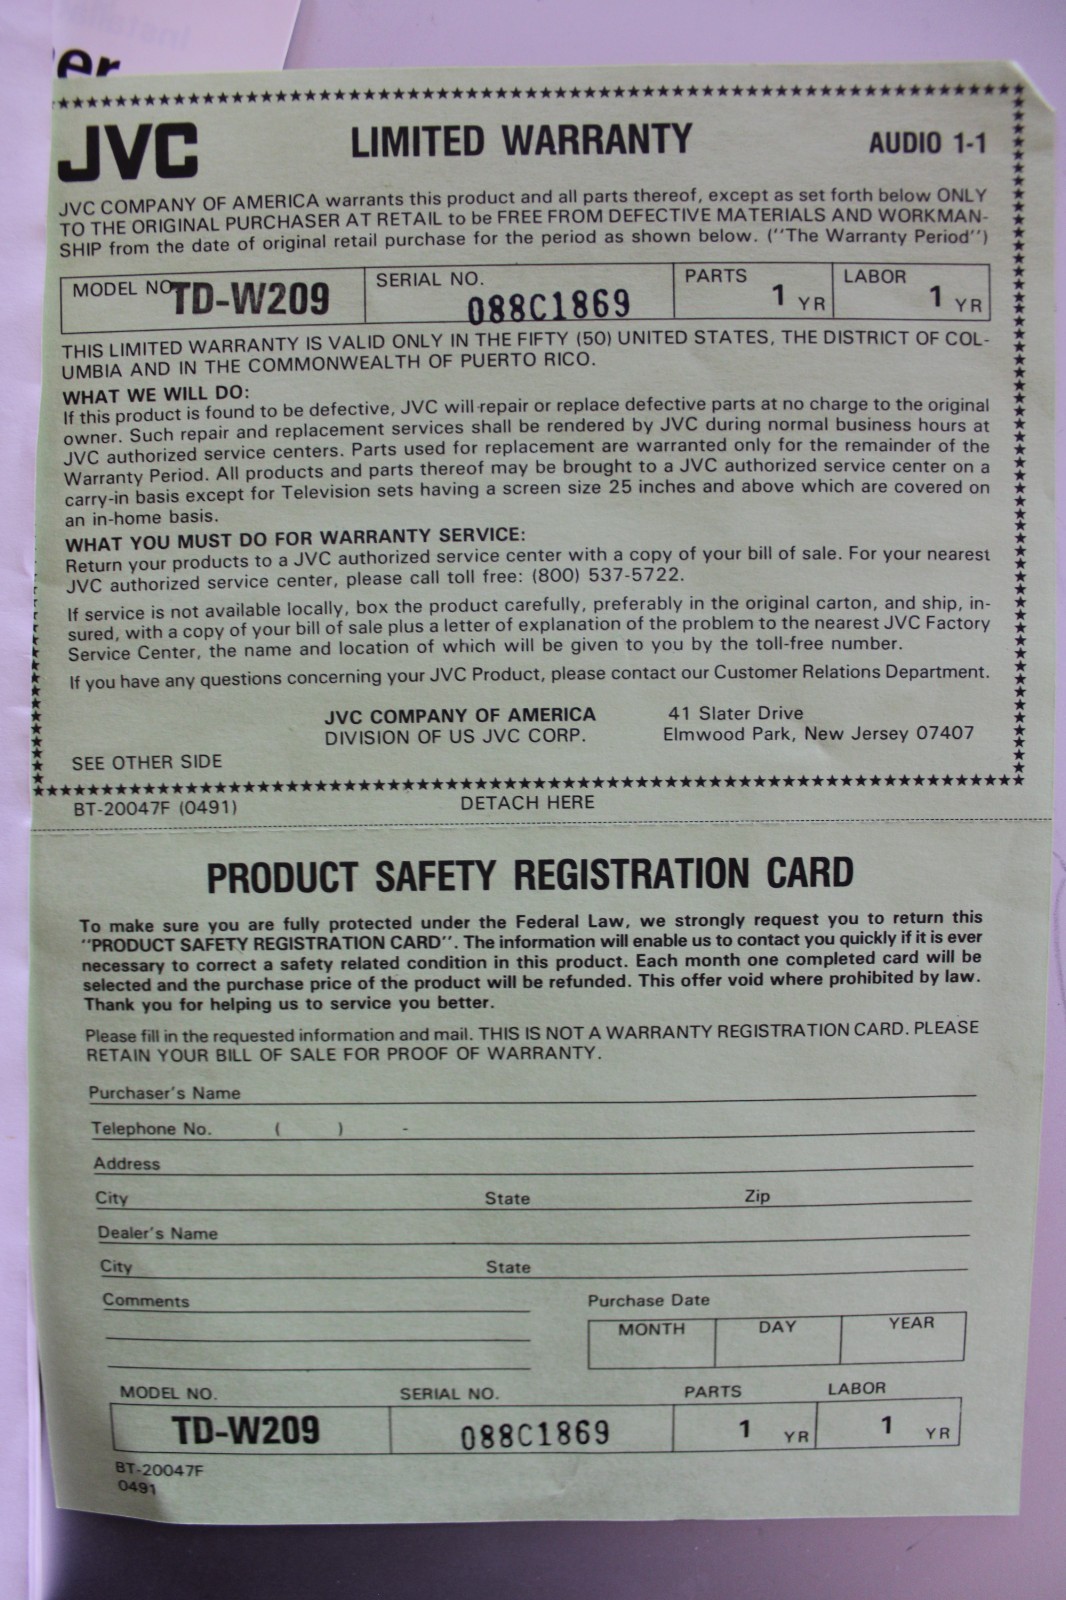 er
JVC LIMITED WARRANTY AUDIO 1-1
JVC COMPANY OF AMERICA warrants this product and all parts thereof, except as set forth below ONLY
TO THE ORIGINAL PURCHASER AT RETAIL to be FREE FROM DEFECTIVE MATERIALS AND WORKMAN-
SHIP from the date of original retail purchase for the period as shown below. (''The Warranty Period'')
MODEL NO. TD-W209 SERIAL NO. 088C1869 PARTS 1 YR LABOR 1 YR
THIS LIMITED WARRANTY IS VALID ONLY IN THE FIFTY (50) UNITED STATES, THE DISTRICT OF COL-
UMBIA AND IN THE COMMONWEALTH OF PUERTO RICO.
WHAT WE WILL DO:
If this product is found to be defective, JVC will repair or replace defective parts at no charge to the original
owner. Such repair and replacement services shall be rendered by JVC during normal business hours at
JVC authorized service centers. Parts used for replacement are warranted only for the remainder of the
Warranty Period. All products and parts thereof may be brought to a JVC authorized service center on a
carry-in basis except for Television sets having a screen size 25 inches and above which are covered on
an in-home basis.
WHAT YOU MUST DO FOR WARRANTY SERVICE:
Return your products to a JVC authorized service center with a copy of your bill of sale. For your nearest
JVC authorized service center, please call toll free: (800) 537-5722.
If service is not available locally, box the product carefully, preferably in the original carton, and ship, in-
sured, with a copy of your bill of sale plus a letter of explanation of the problem to the nearest JVC Factory
Service Center, the name and location of which will be given to you by the toll-free number.
If you have any questions concerning your JVC Product, please contact our Customer Relations Department.
JVC COMPANY OF AMERICA 41 Slater Drive
DIVISION OF US JVC CORP. Elmwood Park, New Jersey 07407
SEE OTHER SIDE
BT-20047F (0491) DETACH HERE
PRODUCT SAFETY REGISTRATION CARD
To make sure you are fully protected under the Federal Law, we strongly request you to return this
''PRODUCT SAFETY REGISTRATION CARD''. The information will enable us to contact you quickly if it is ever
necessary to correct a safety related condition in this product. Each month one completed card will be
selected and the purchase price of the product will be refunded. This offer void where prohibited by law.
Thank you for helping us to service you better.
Please fill in the requested information and mail. THIS IS NOT A WARRANTY REGISTRATION CARD. PLEASE
RETAIN YOUR BILL OF SALE FOR PROOF OF WARRANTY.
Purchaser's Name
Telephone No. ( ) -
Address
City State Zip
Dealer's Name
City State
Comments Purchase Date
MONTH DAY YEAR
MODEL NO. SERIAL NO. PARTS LABOR
TD-W209 088C1869 1 YR 1 YR
BT-20047F
0491